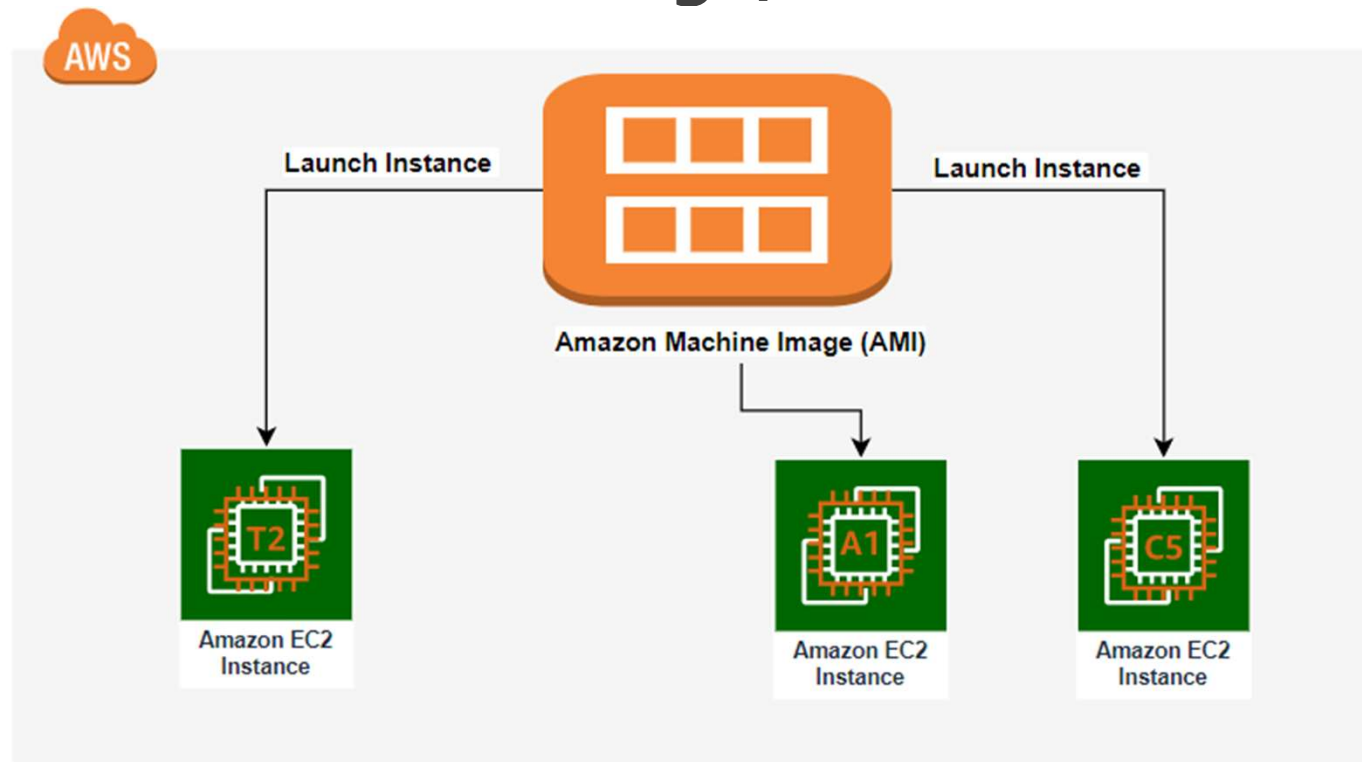 AWS
Launch Instance
Launch Instance
Amazon Machine Image (AMI)
T2
A1
C5
Amazon EC2
Instance
Amazon EC2
Instance
Amazon EC2
Instance